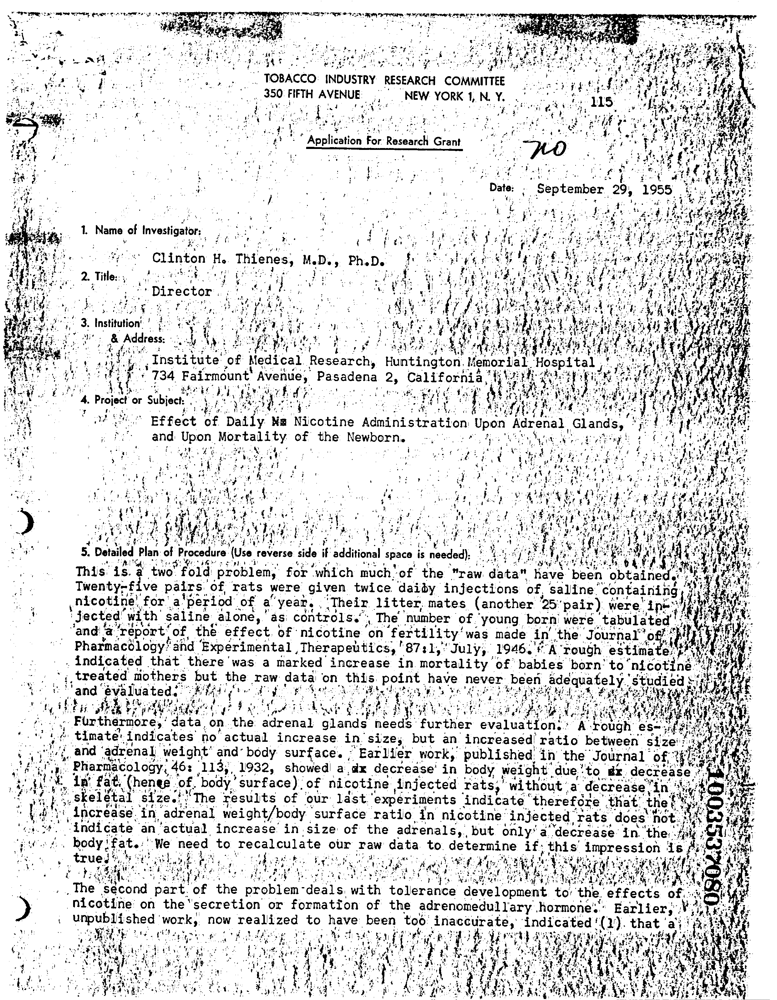 TOBACCO INDUSTRY RESEARCH COMMITTEE
350 FIFTH AVENUE NEW YORK 1, N. Y.
115
Application For Research Grant
no
Date: September 29, 1955
1. Name of Investigator:
Clinton H. Thienes, M.D., Ph.D.
2. Title:
Director
3. Institution
& Address:
Institute of Medical Research, Huntington Memorial Hospital
734 Fairmount Avenue, Pasadena 2, California
4. Project or Subject:
Effect of Daily Nicotine Administration Upon Adrenal Glands,
and Upon Mortality of the Newborn.
5. Detailed Plan of Procedure (Use reverse side if additional space is needed):
This is a two fold problem, for which much of the "raw data" have been obtained.
Twenty-five pairs of rats were given twice daily injections of saline containing
nicotine for a period of a year. Their litter mates (another 25 pair) were in-
jected with saline alone, as controls. The number of young born were tabulated
and a report of the effect of nicotine on fertility was made in the Journal of
Pharmacology and Experimental Therapeutics, 87:1, July, 1946. A rough estimate
indicated that there was a marked increase in mortality of babies born to nicotine
treated mothers but the raw data on this point have never been adequately studied
and evaluated.
Furthermore, data on the adrenal glands needs further evaluation. A rough es-
timate indicates no actual increase in size, but an increased ratio between size
and adrenal weight and body surface. Earlier work, published in the Journal of
Pharmacology, 46: 113, 1932, showed a decrease in body weight due to decrease
in fat (hence of body surface) of nicotine injected rats, without a decrease in
skeletal size. The results of our last experiments indicate therefore that the
increase in adrenal weight/body surface ratio in nicotine injected rats does not
indicate an actual increase in size of the adrenals, but only a decrease in the
body fat. We need to recalculate our raw data to determine if this impression is
true.
The second part of the problem deals with tolerance development to the effects of
nicotine on the secretion or formation of the adrenomedullary hormone. Earlier,
unpublished work, now realized to have been too inaccurate, indicated (1) that a
1003537080